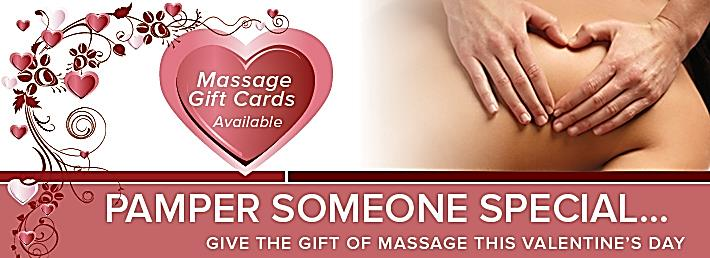 Massage
Gift Cards
Available
PAMPER SOMEONE SPECIAL...
GIVE THE GIFT OF MASSAGE THIS VALENTINE'S DAY